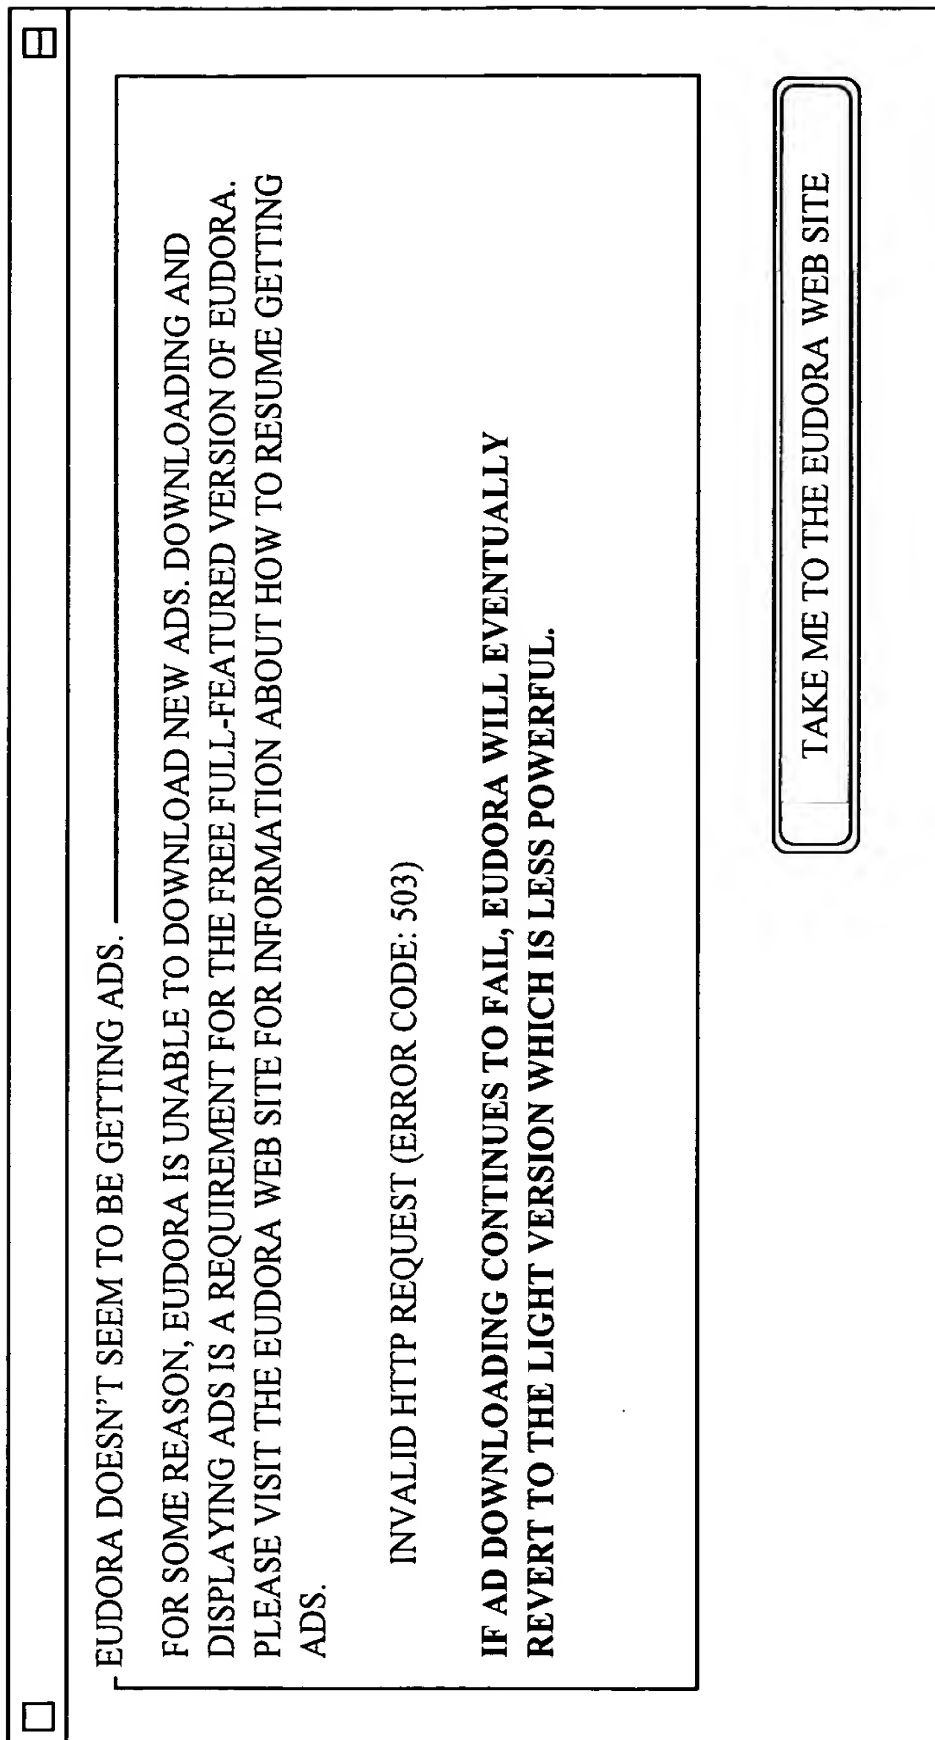 EUDORA DOESN'T SEEM TO BE GETTING ADS.
FOR SOME REASON, EUDORA IS UNABLE TO DOWNLOAD NEW ADS. DOWNLOADING AND
DISPLAYING ADS IS A REQUIREMENT FOR THE FREE FULL-FEATURED VERSION OF EUDORA.
PLEASE VISIT THE EUDORA WEB SITE FOR INFORMATION ABOUT HOW TO RESUME GETTING
ADS.
INVALID HTTP REQUEST (ERROR CODE: 503)
IF AD DOWNLOADING CONTINUES TO FAIL, EUDORA WILL EVENTUALLY
REVERT TO THE LIGHT VERSION WHICH IS LESS POWERFUL.
TAKE ME TO THE EUDORA WEB SITE